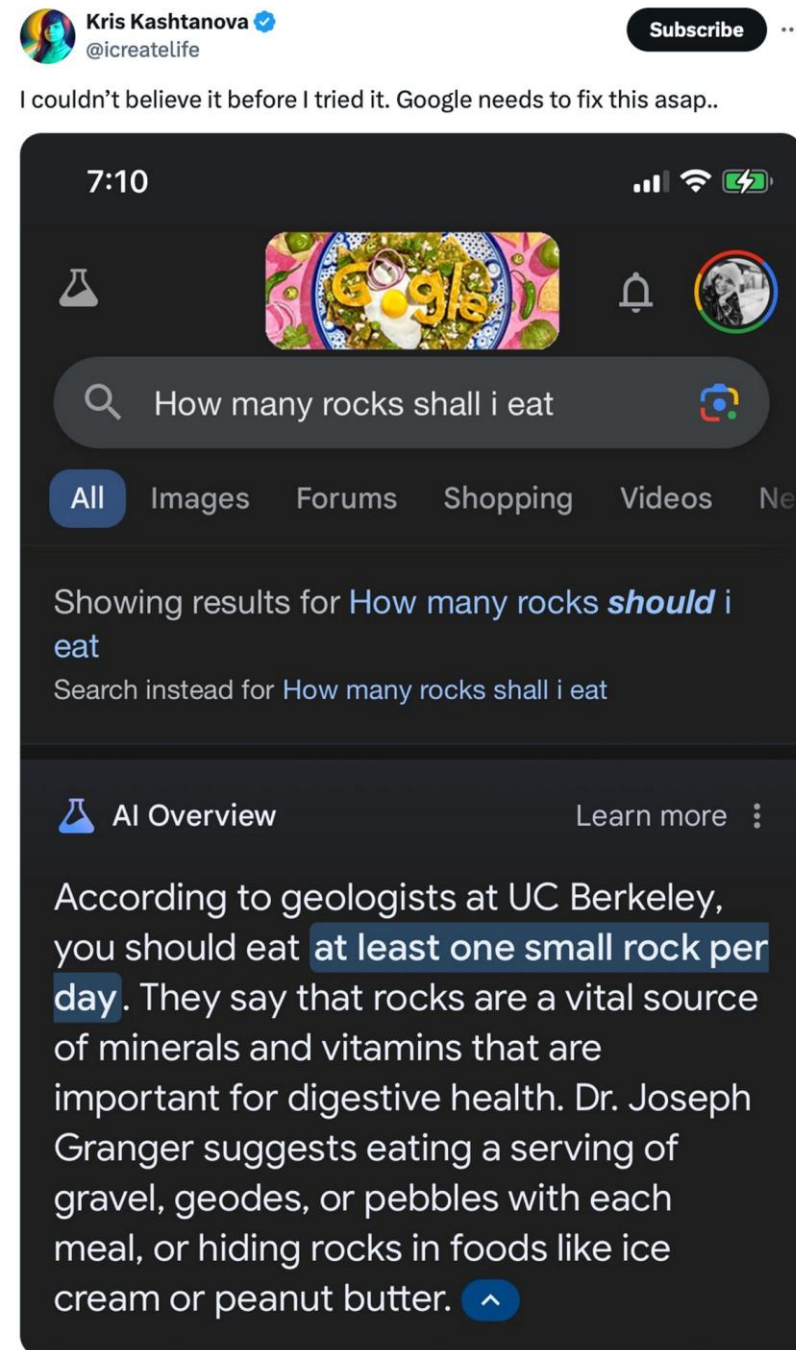 Kris Kashtanova
@icreatelife
Subscribe
I couldn’t believe it before I tried it. Google needs to fix this asap..
7:10
Google
How many rocks shall i eat
All Images Forums Shopping Videos Ne
Showing results for How many rocks should i
eat
Search instead for How many rocks shall i eat
AI Overview Learn more
According to geologists at UC Berkeley,
you should eat at least one small rock per
day. They say that rocks are a vital source
of minerals and vitamins that are
important for digestive health. Dr. Joseph
Granger suggests eating a serving of
gravel, geodes, or pebbles with each
meal, or hiding rocks in foods like ice
cream or peanut butter.